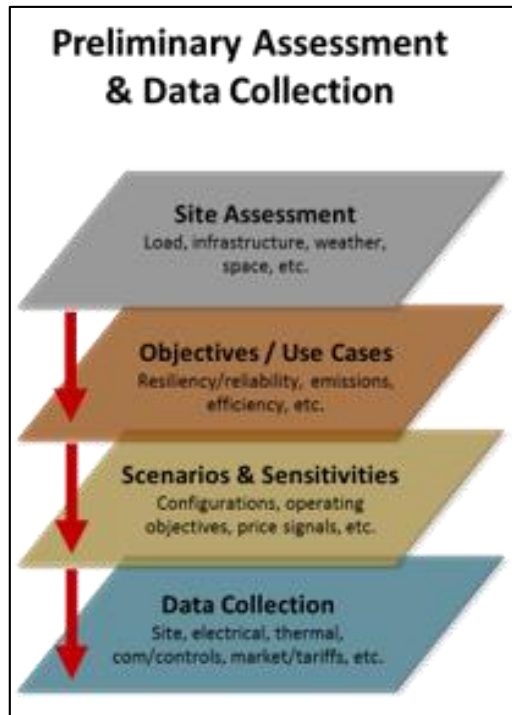 Preliminary Assessment
& Data Collection
Site Assessment
Load, infrastructure, weather,
space, etc.
Objectives / Use Cases
Resiliency/reliability, emissions,
efficiency, etc.
Scenarios & Sensitivities
Configurations, operating
objectives, price signals, etc.
Data Collection
Site, electrical, thermal,
com/controls, market/tariffs, etc.